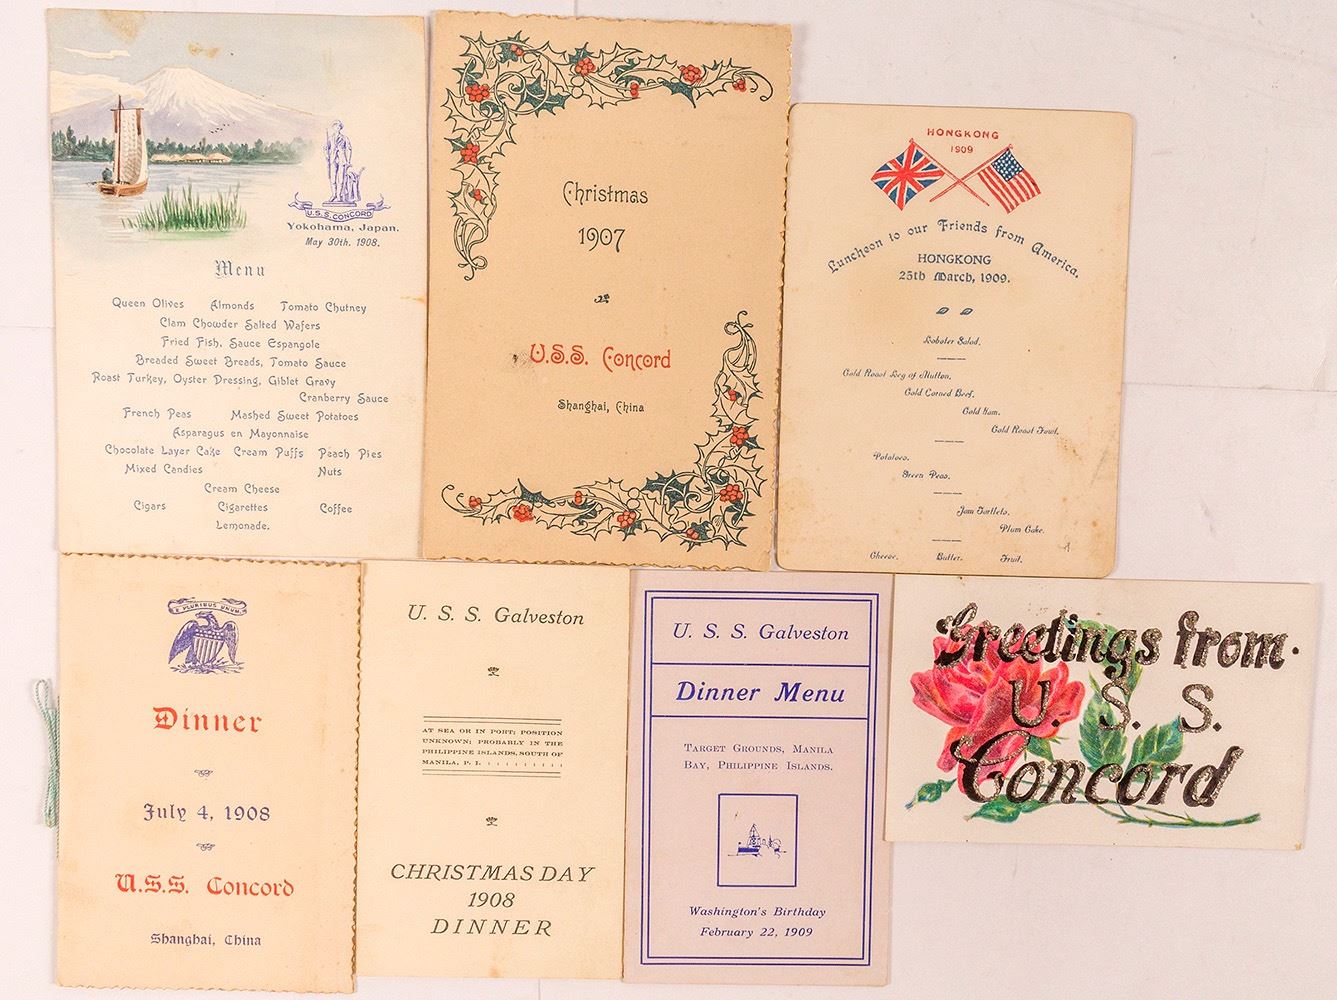 U.S.S. CONCORD
Yokohama, Japan.
May 30th. 1908.
Menu
Queen Olives Almonds Tomato Chutney
Clam Chowder Salted Wafers
Fried Fish, Sauce Espangole
Breaded Sweet Breads, Tomato Sauce
Roast Turkey, Oyster Dressing, Giblet Gravy
Cranberry Sauce
French Peas Mashed Sweet Potatoes
Asparagus en Mayonnaise
Chocolate Layer Cake Cream Puffs Peach Pies
Mixed Candies Nuts
Cream Cheese
Cigars Cigarettes Coffee
Lemonade.
Christmas
1907
U.S.S. Concord
Shanghai, China
HONGKONG
1909
Luncheon to our Friends from America.
HONGKONG
25th March, 1909.
Lobster Salad.
Cold Roast Leg of Mutton.
Cold Corned Beef.
Cold Ham.
Cold Roast Fowl.
Potatoes.
Green Peas.
Jam Tartlets.
Plum Cake.
Cheese. Butter. Fruit.
E PLURIBUS UNUM
Dinner
July 4, 1908
U.S.S. Concord
Shanghai, China
U. S. S. Galveston
AT SEA OR IN PORT; POSITION
UNKNOWN; PROBABLY IN THE
PHILIPPINE ISLANDS, SOUTH OF
MANILA, P. I. . . . . . . . . . .
CHRISTMAS DAY
1908
DINNER
U. S. S. Galveston
Dinner Menu
Target Grounds, Manila
Bay, Philippine Islands.
Washington's Birthday
February 22, 1909
Greetings from.
U. S. S.
Concord